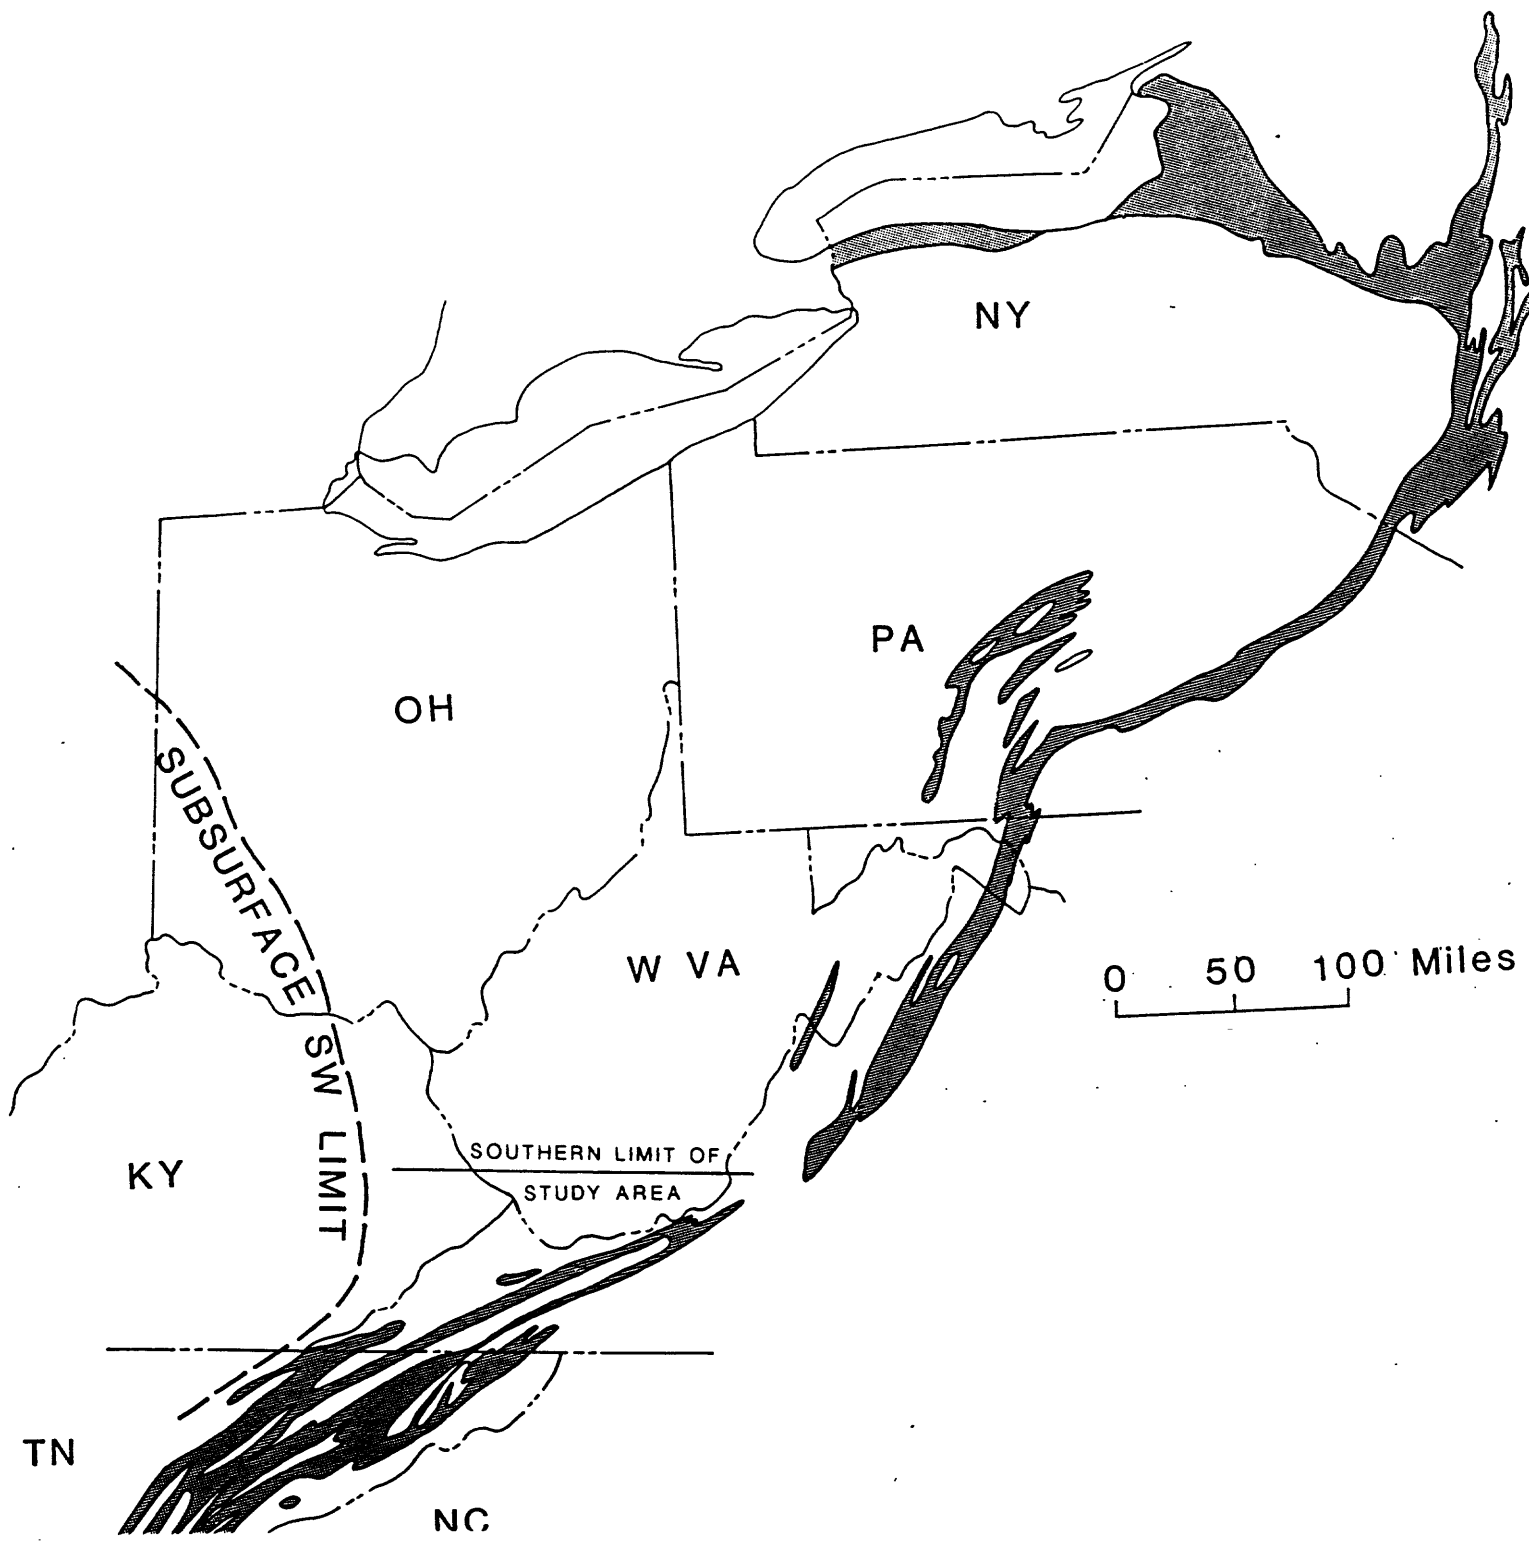 NY
PA
OH
SUBSURFACE SW LIMIT
W VA
0 50 100 Miles
SOUTHERN LIMIT OF
STUDY AREA
KY
TN
NC